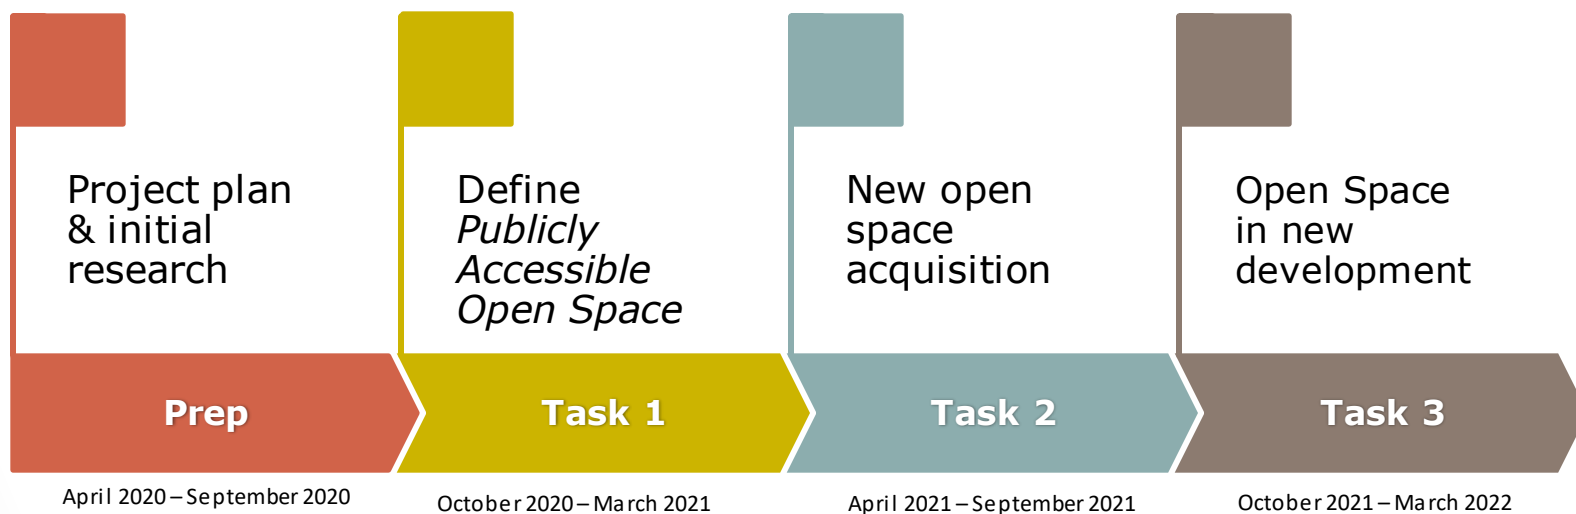 Project plan
& initial
research
Define
Publicly
Accessible
Open Space
New open
space
acquisition
Open Space
in new
development
Prep
Task 1
Task 2
Task 3
April 2020 – September 2020
October 2020 – March 2021
April 2021 – September 2021
October 2021 – March 2022